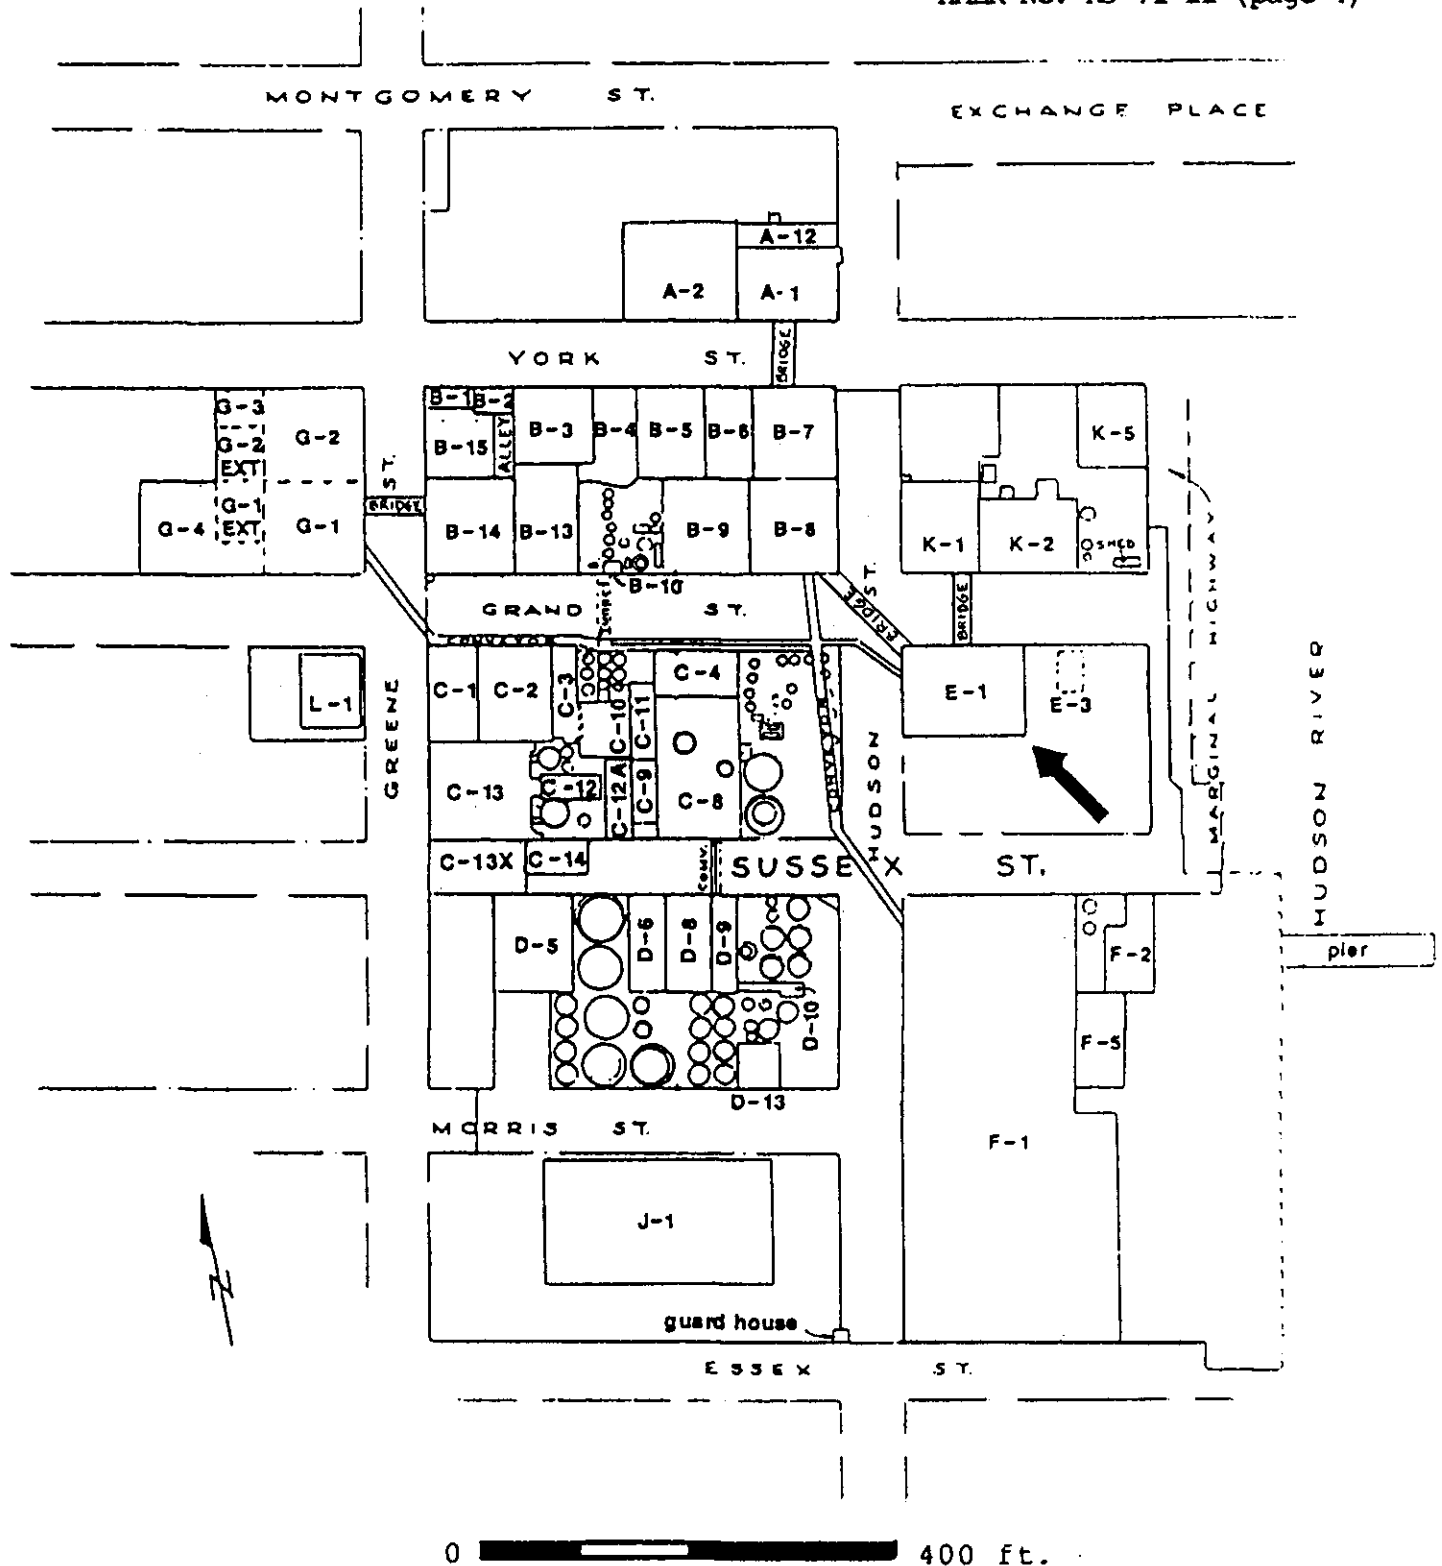 (page
MONTGOMERY ST.
EXCHANGE PLACE
A-12
A-2
A-1
BRIDGE
YORK ST.
G-3
G-2
G-2
EXT
G-1
EXT
G-1
G-4
ST.
BRIDGE
B-1
B-2
B-15
ALLEY
B-3
B-4
B-5
B-6
B-7
B-14
B-13
B-9
B-8
B-10
K-5
K-1
K-2
SHED
GRAND ST.
BRIDGE
ST.
BRIDGE
CONVEYOR
MARGINAL HIGHWAY
HUDSON RIVER
L-1
GREENE
C-1
C-2
C-3
C-4
C-10
C-11
C-13
C-12
C-12A
C-9
C-8
CONVEYOR
HUDSON
E-1
E-3
C-13X
C-14
CONV.
SUSSEX ST.
D-5
D-6
D-8
D-9
D-10
D-13
F-2
F-5
pier
MORRIS ST.
F-1
J-1
N
guard house
ESSEX ST.
0 400 ft.